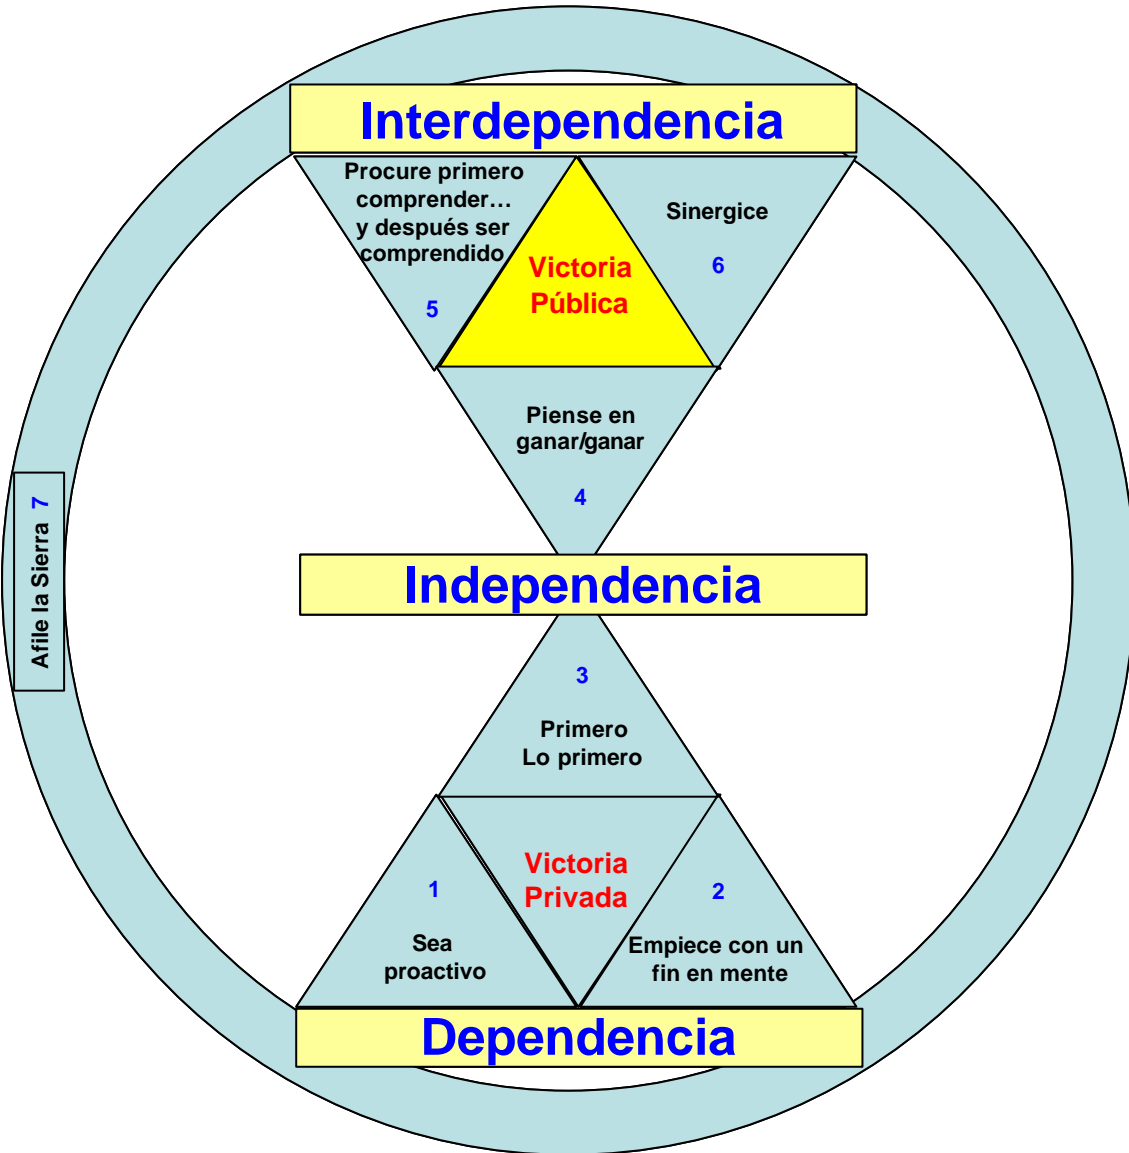 Interdependencia
Procure primero
comprender…
y después ser
comprendido
5
Victoria
Pública
Sinergice
6
Piense en
ganar/ganar
4
Afile la Sierra 7
Independencia
3
Primero
Lo primero
1
Sea
proactivo
Victoria
Privada
2
Empiece con un
fin en mente
Dependencia